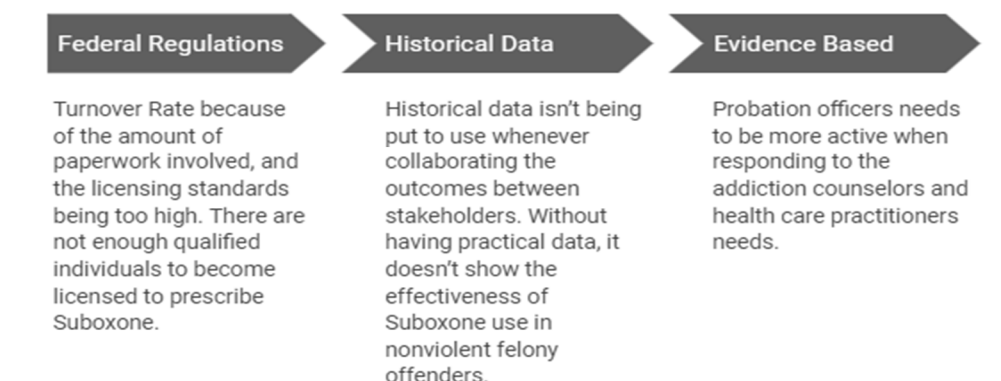 Federal Regulations
Turnover Rate because
of the amount of
paperwork involved, and
the licensing standards
being too high. There are
not enough qualified
individuals to become
licensed to prescribe
Suboxone.
Historical Data
Historical data isn't being
put to use whenever
collaborating the
outcomes between
stakeholders. Without
having practical data, it
doesn't show the
effectiveness of
Suboxone use in
nonviolent felony
offenders.
Evidence Based
Probation officers needs
to be more active when
responding to the
addiction counselors and
health care practitioners
needs.